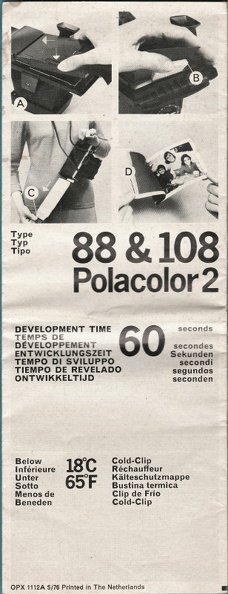 A
B
C
D
Type
Typ
Tipo
88 & 108
Polacolor 2
DEVELOPMENT TIME
TEMPS DE
DÉVELOPPEMENT
ENTWICKLUNGSZEIT
TEMPO DI SVILUPPO
TIEMPO DE REVELADO
ONTWIKKELTIJD
60
seconds
secondes
Sekunden
secondi
segundos
seconden
Below
Inférieure
Unter
Sotto
Menos de
Beneden
18°C
65°F
Cold-Clip
Réchauffeur
Kälteschutzmappe
Bustina termica
Clip de Frío
Cold-Clip
OPX 1112A 5/76 Printed in The Netherlands